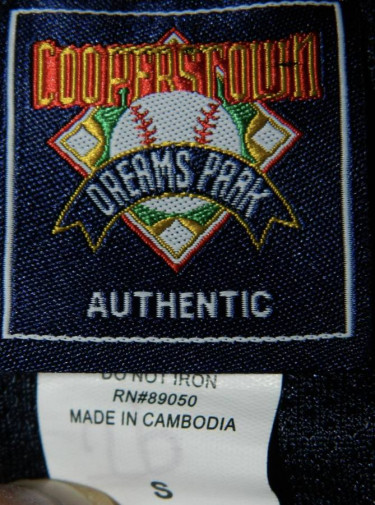 COOPERSTOWN
DREAMS PARK
AUTHENTIC
DO NOT IRON
RN#89050
MADE IN CAMBODIA
S